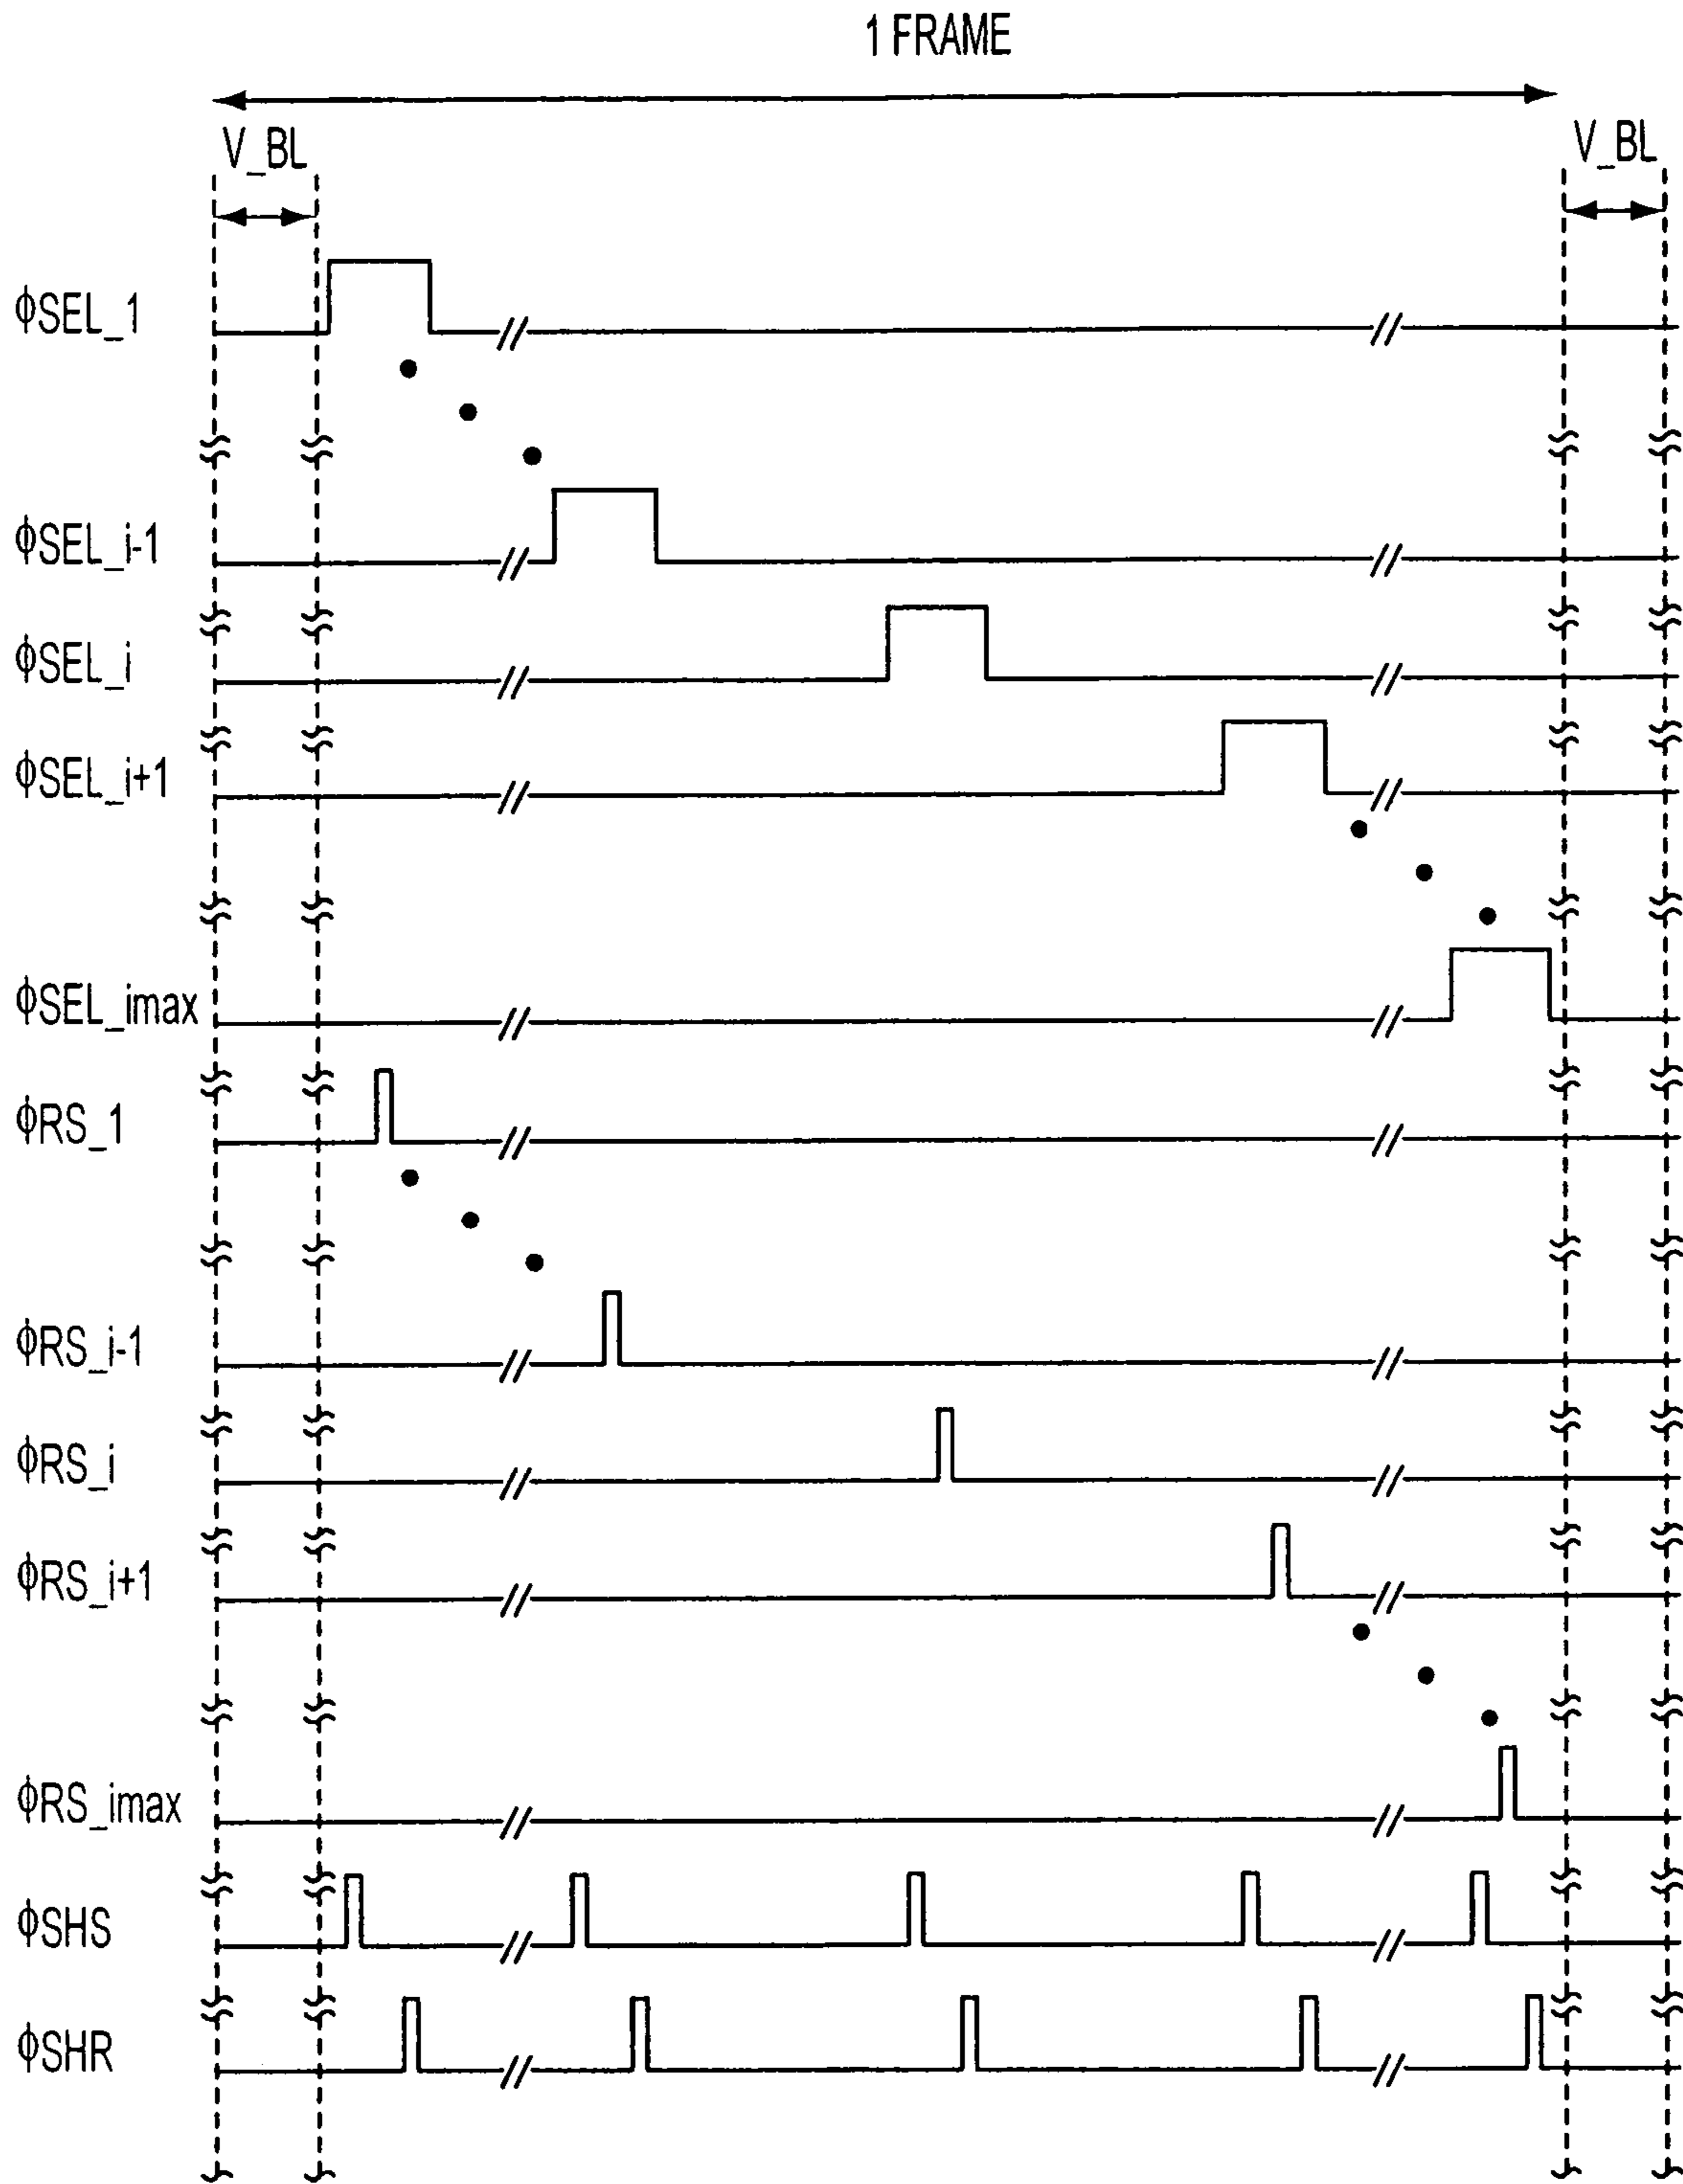 1 FRAME
V_BL
V_BL
ϕSEL_1
ϕSEL_i-1
ϕSEL_i
ϕSEL_i+1
ϕSEL_imax
ϕRS_1
ϕRS_i-1
ϕRS_i
ϕRS_i+1
ϕRS_imax
ϕSHS
ϕSHR